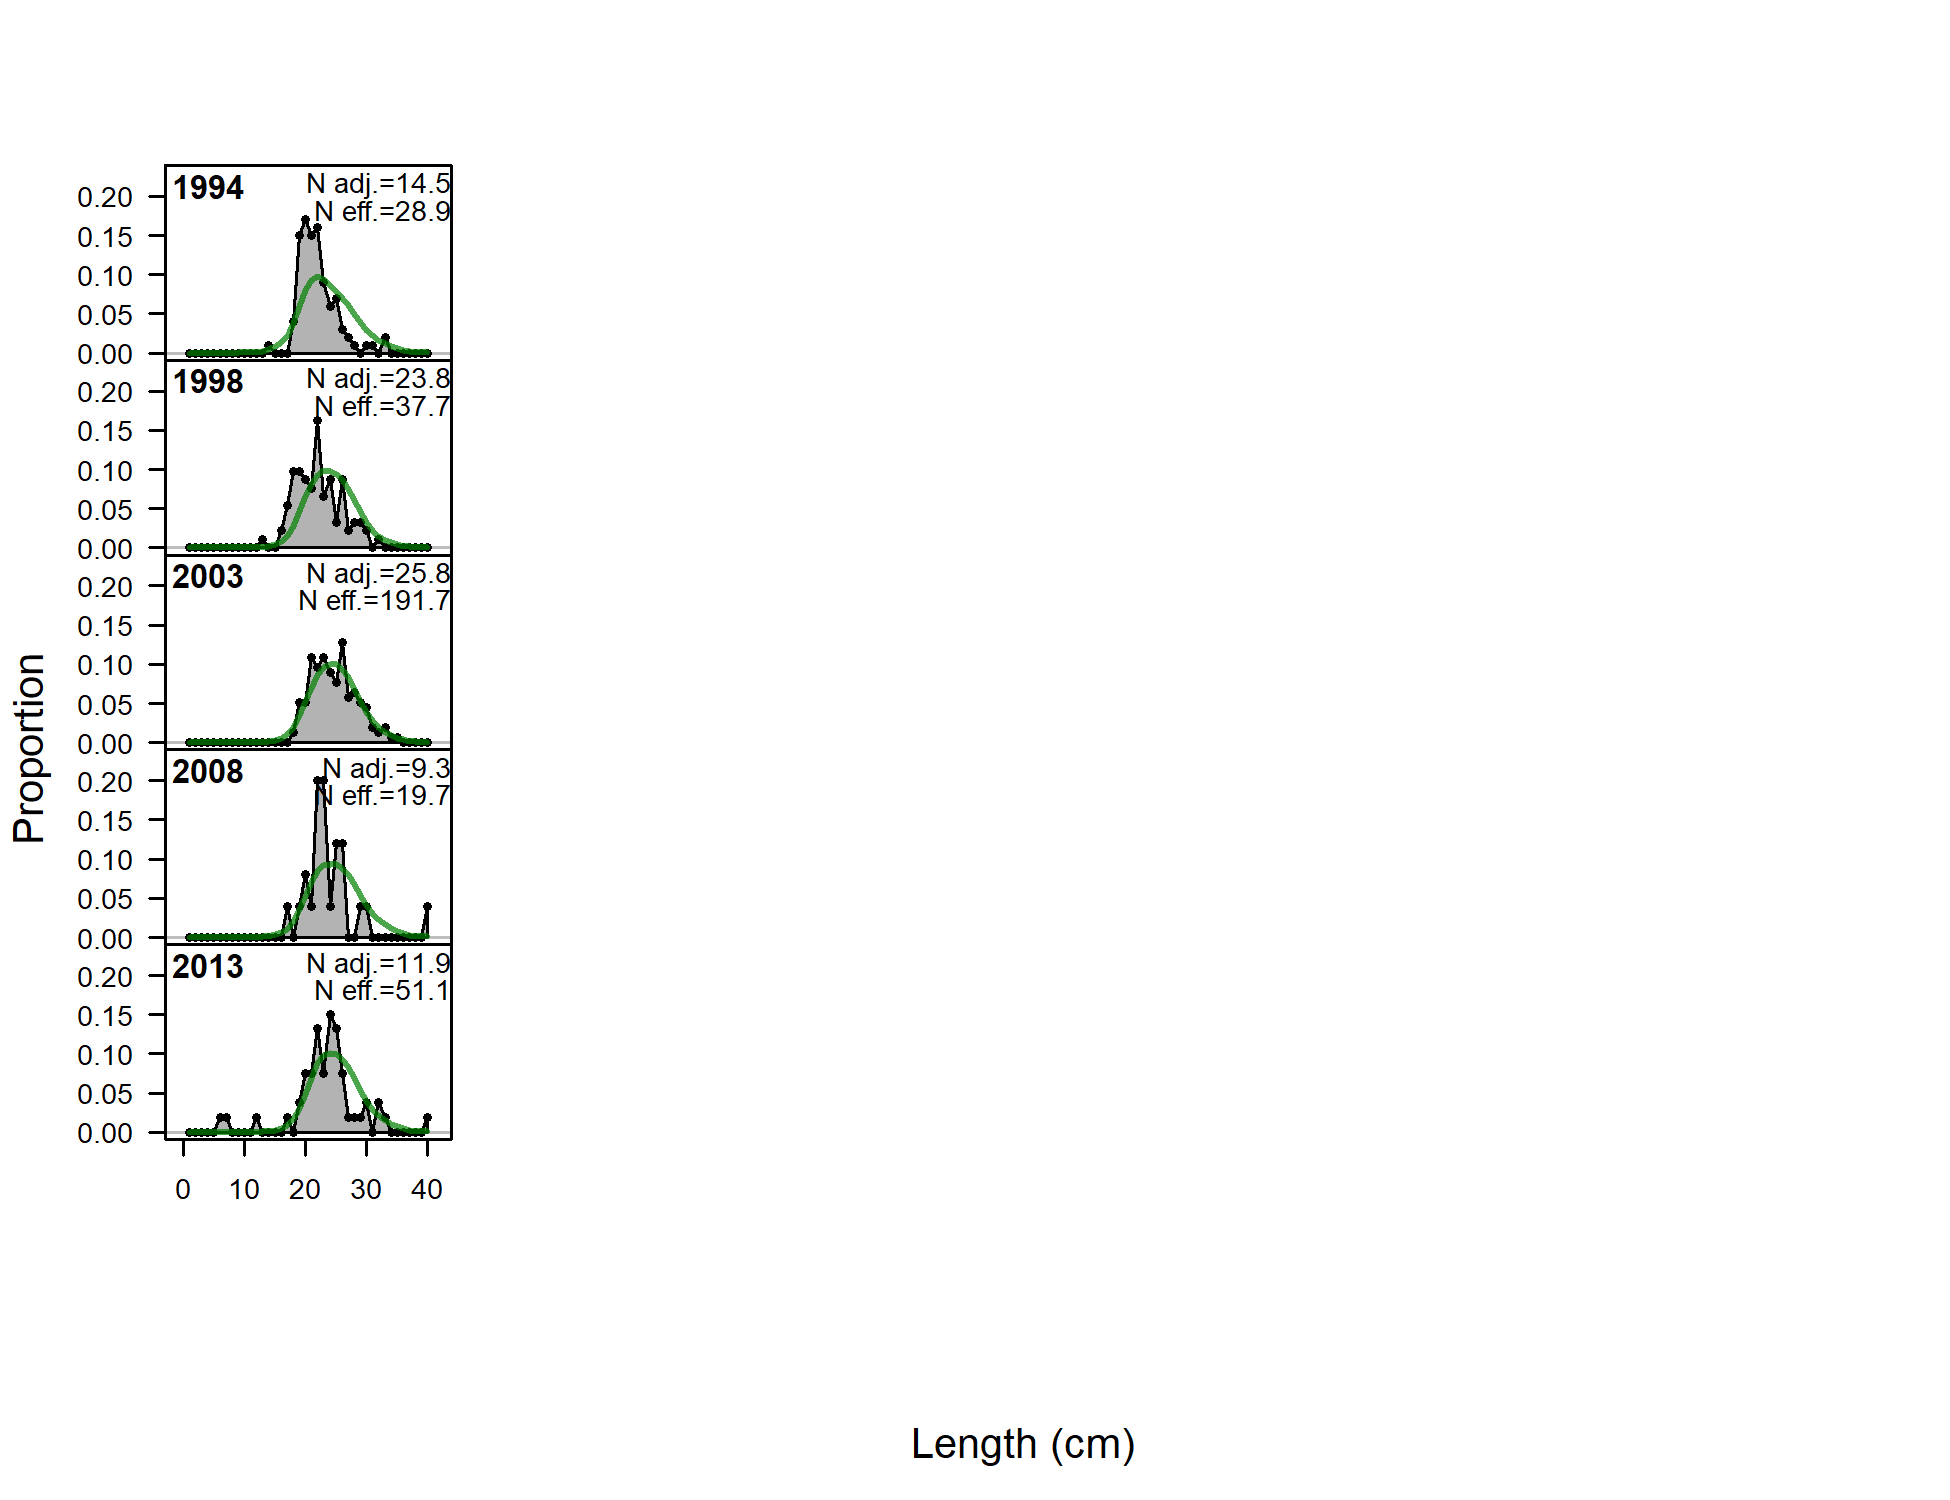 Proportion
1994
N adj.=14.5
N eff.=28.9
0.20
0.15
0.10
0.05
0.00
1998
N adj.=23.8
N eff.=37.7
0.20
0.15
0.10
0.05
0.00
2003
N adj.=25.8
N eff.=191.7
0.20
0.15
0.10
0.05
0.00
2008
N adj.=9.3
N eff.=19.7
0.20
0.15
0.10
0.05
0.00
2013
N adj.=11.9
N eff.=51.1
0.20
0.15
0.10
0.05
0.00
0 10 20 30 40
Length (cm)